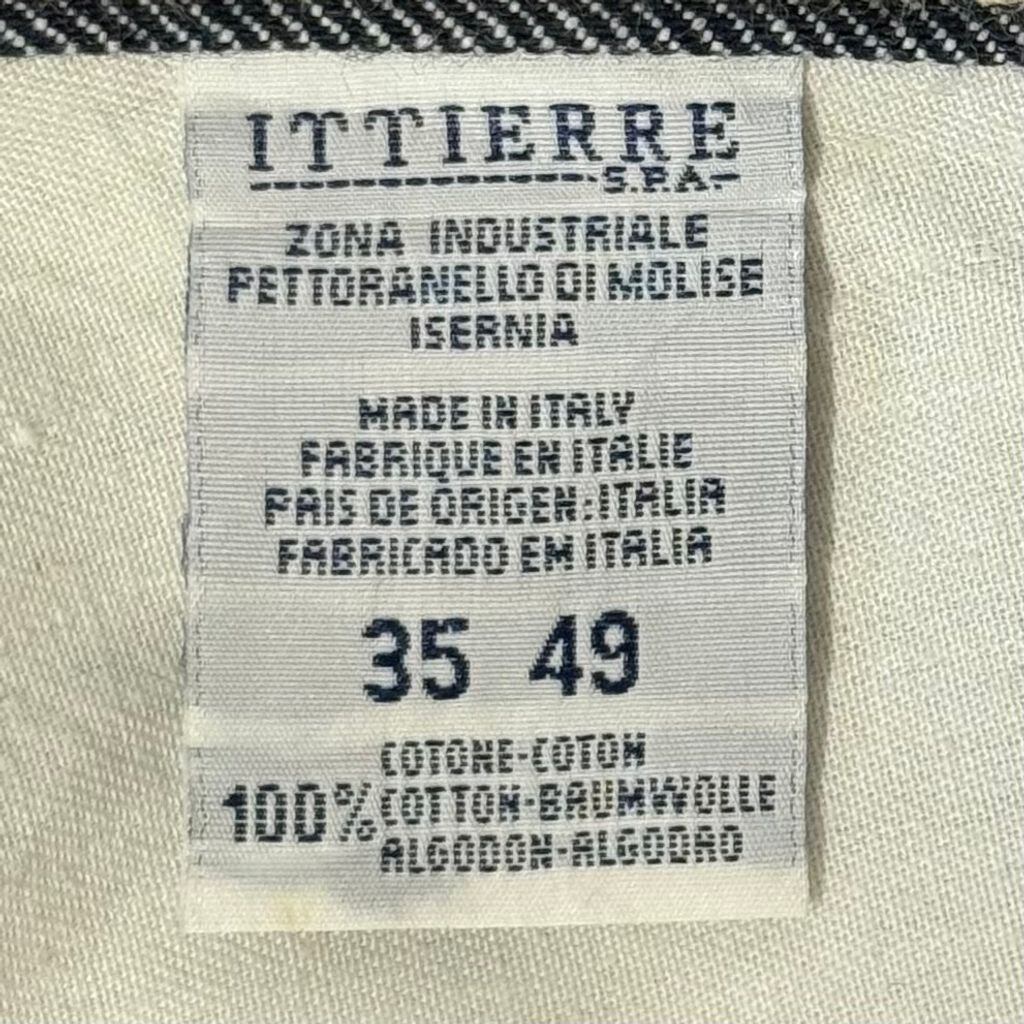 ITTIERRE
S.P.A.
ZONA INDUSTRIALE
PETTORANELLO DI MOLISE
ISERNIA
MADE IN ITALY
FABRIQUE EN ITALIE
PAIS DE ORIGEN:ITALIA
FABRICADO EM ITALIA
35 49
COTONE-COTON
100% COTTON-BAUMWOLLE
ALGODON-ALGODAO